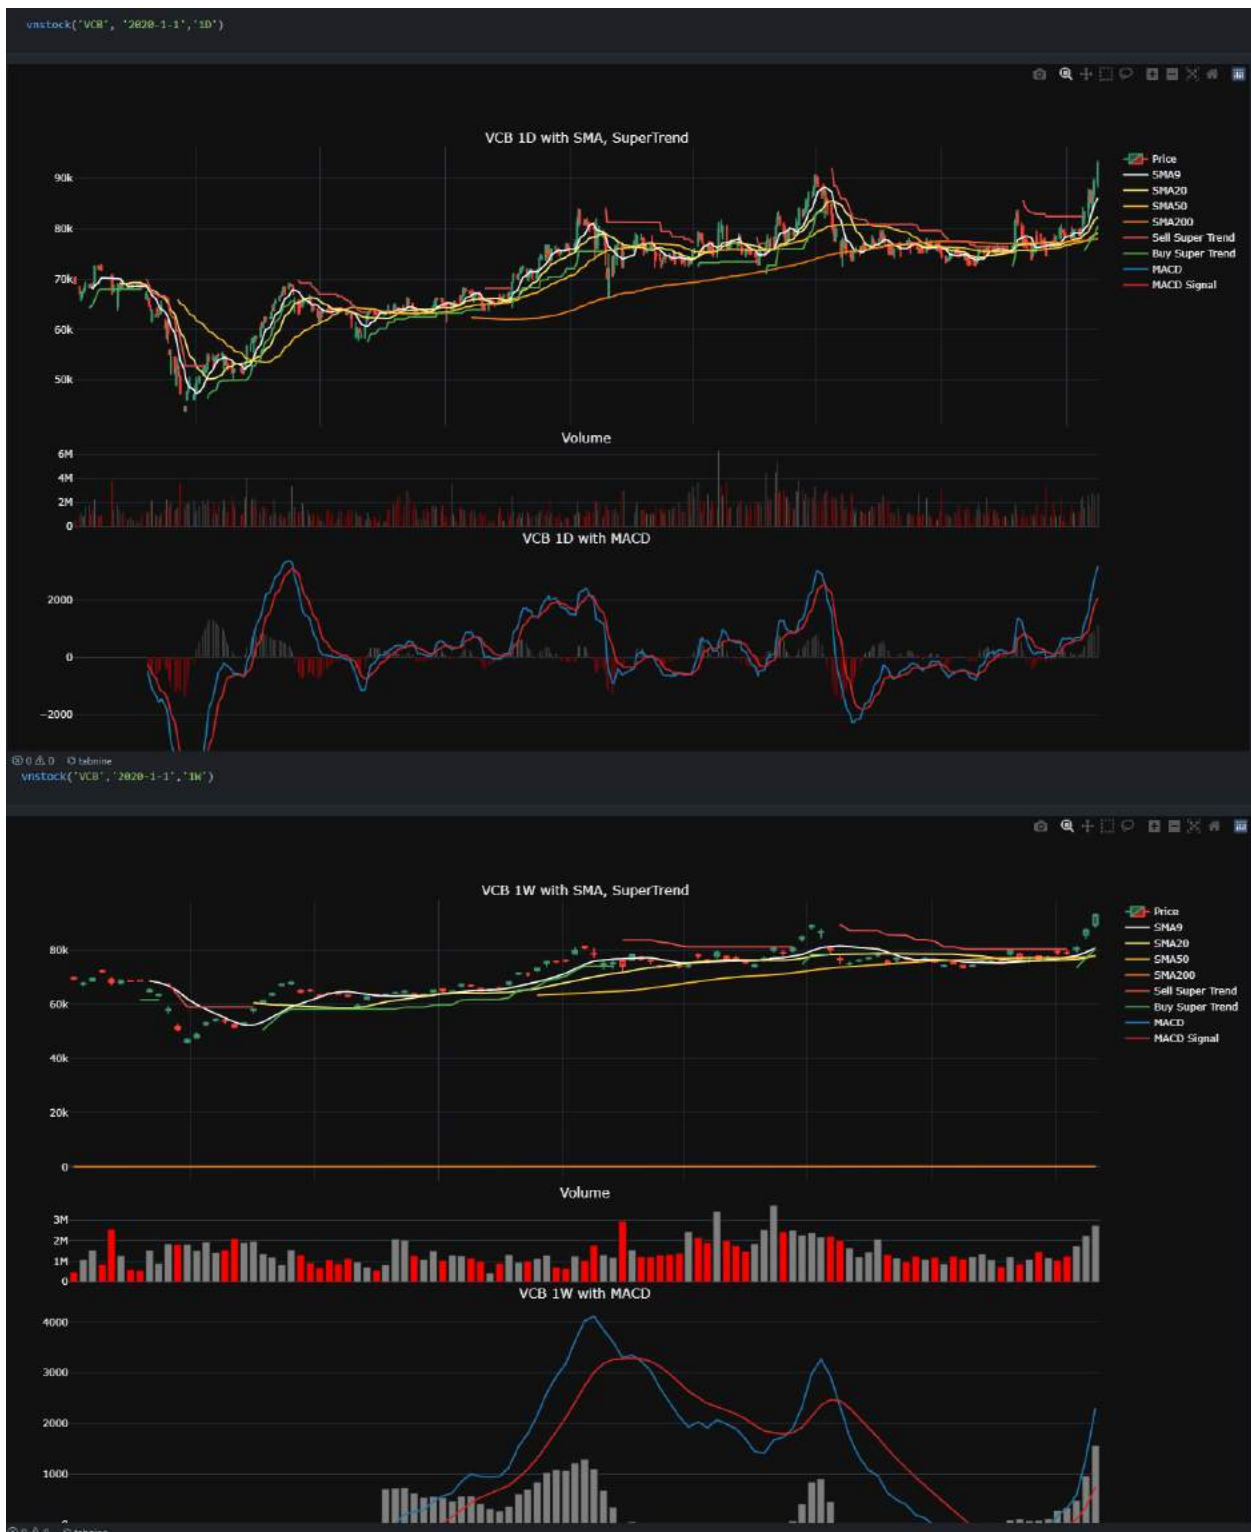 vnstock('VCB', '2020-1-1','1D')
VCB 1D with SMA, SuperTrend
90k
80k
70k
60k
50k
Price
SMA9
SMA20
SMA50
SMA200
Sell Super Trend
Buy Super Trend
MACD
MACD Signal
Volume
6M
4M
2M
0
VCB 1D with MACD
2000
0
−2000
0 0 tabnine
vnstock('VCB','2020-1-1','1W')
VCB 1W with SMA, SuperTrend
80k
60k
40k
20k
0
Price
SMA9
SMA20
SMA50
SMA200
Sell Super Trend
Buy Super Trend
MACD
MACD Signal
Volume
3M
2M
1M
0
VCB 1W with MACD
4000
3000
2000
1000